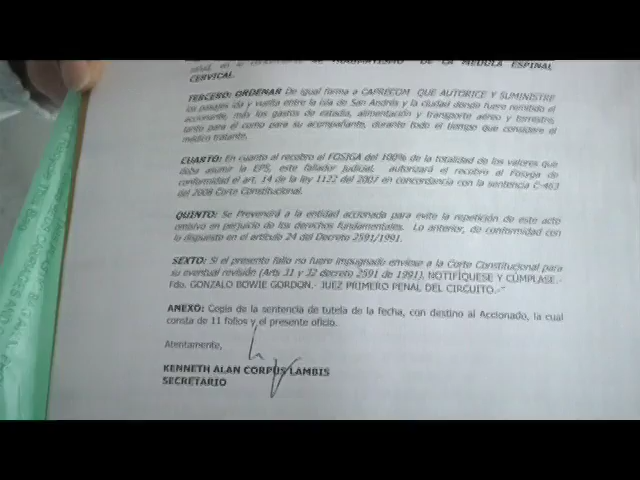 TRAUMATISMO DE LA MEDULA ESPINAL
CERVICAL.
TERCERO: ORDENAR De igual forma a CAPRECOM QUE AUTORICE Y SUMINISTRE
los pasajes ida y vuelta entre la isla de San Andrés y la ciudad donde fuere remitido el
accionante, más los gastos de estadía, alimentación y transporte aéreo y terrestre,
tanto para él como para su acompañante, durante todo el tiempo que considere el
médico tratante.
CUARTO: En cuanto al recobro al FOSIGA del 100% de la totalidad de los valores que
deba asumir la EPS, este fallador judicial, autorizará el recobro al Fosiga de
conformidad el art. 14 de la ley 1122 del 2007 en concordancia con la sentencia C-463
del 2008 Corte Constitucional.
QUINTO: Se Prevendrá a la entidad accionada para evite la repetición de este acto
omisivo en perjuicio de los derechos fundamentales. Lo anterior, de conformidad con
lo dispuesto en el artículo 24 del Decreto 2591/1991.
SEXTO: Si el presente fallo no fuere impugnado envíese a la Corte Constitucional para
su eventual revisión (Arts 31 y 32 decreto 2591 de 1991), NOTIFÍQUESE Y CÚMPLASE.-
Fdo. GONZALO BOWIE GORDON.- JUEZ PRIMERO PENAL DEL CIRCUITO.-"
ANEXO: Copia de la sentencia de tutela de la fecha, con destino al Accionado, la cual
consta de 11 folios y el presente oficio.
Atentamente,
KENNETH ALAN CORPUS LAMBIS
SECRETARIO